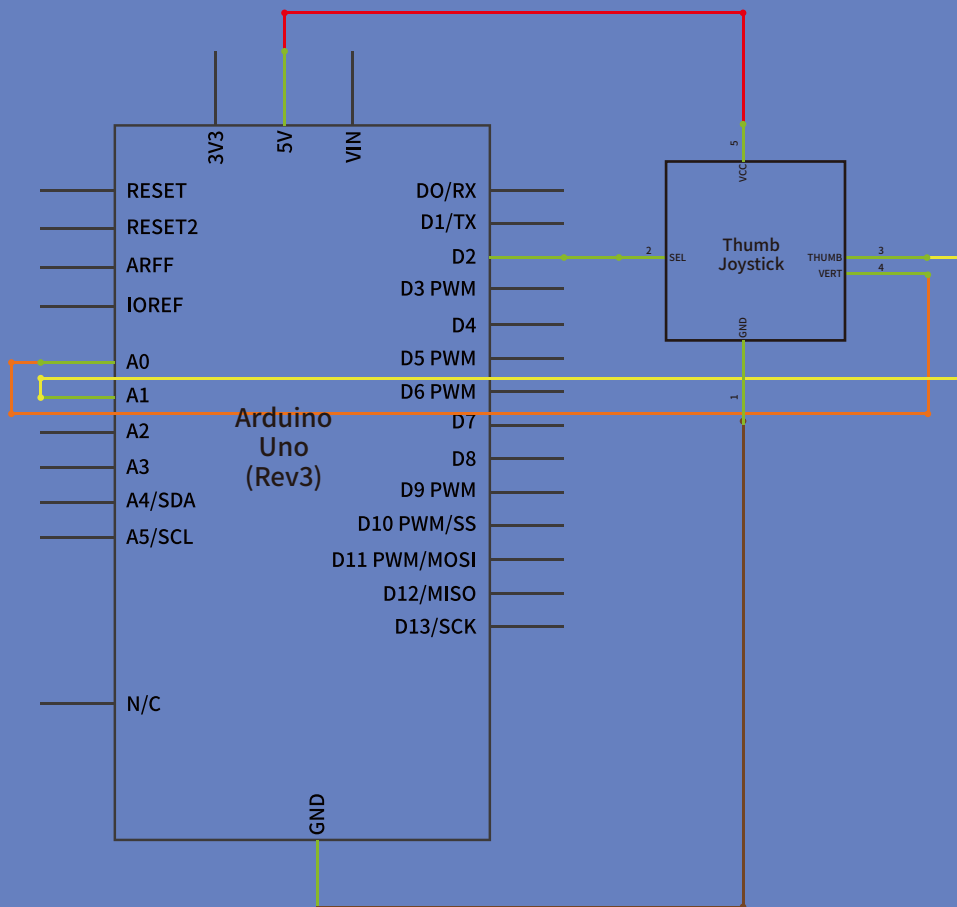 3V3
5V
VIN
RESET
RESET2
ARFF
IOREF
A0
A1
A2
A3
A4/SDA
A5/SCL
N/C
Arduino
Uno
(Rev3)
DO/RX
D1/TX
D2
D3 PWM
D4
D5 PWM
D6 PWM
D7
D8
D9 PWM
D10 PWM/SS
D11 PWM/MOSI
D12/MISO
D13/SCK
GND
5
VCC
2
SEL
Thumb
Joystick
THUMB
3
VERT
4
GND
1